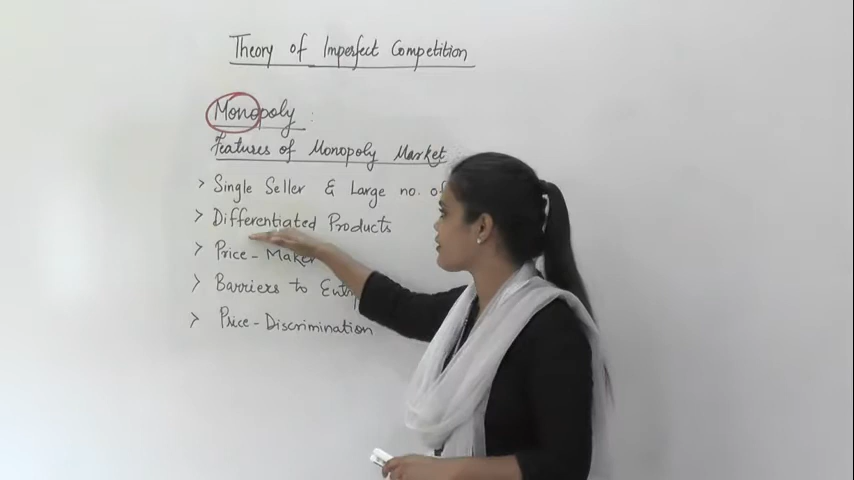 Theory of Imperfect Competition
Monopoly :
Features of Monopoly Market
> Single Seller & Large no. of
> Differentiated Products
> Price - Maker
> Barriers to Entry
> Price - Discrimination